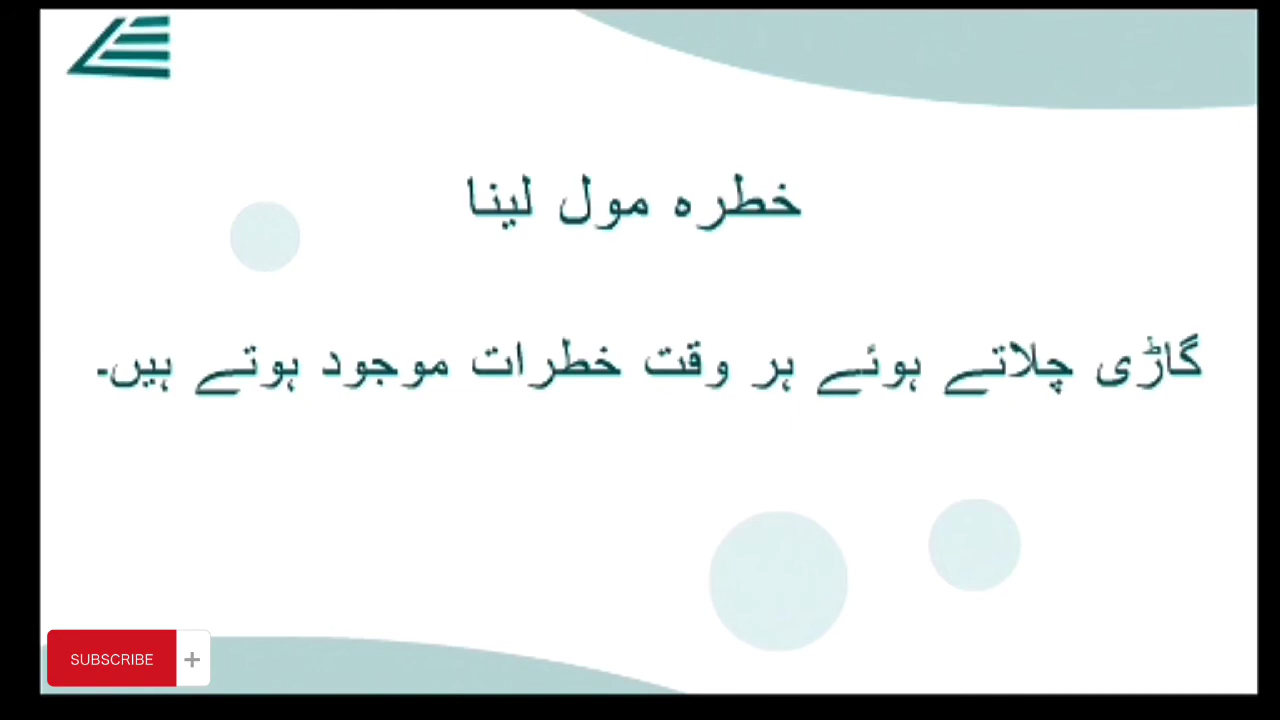 خطرہ مول لینا
گاڑی چلاتے ہوئے ہر وقت خطرات موجود ہوتے ہیں۔
SUBSCRIBE +